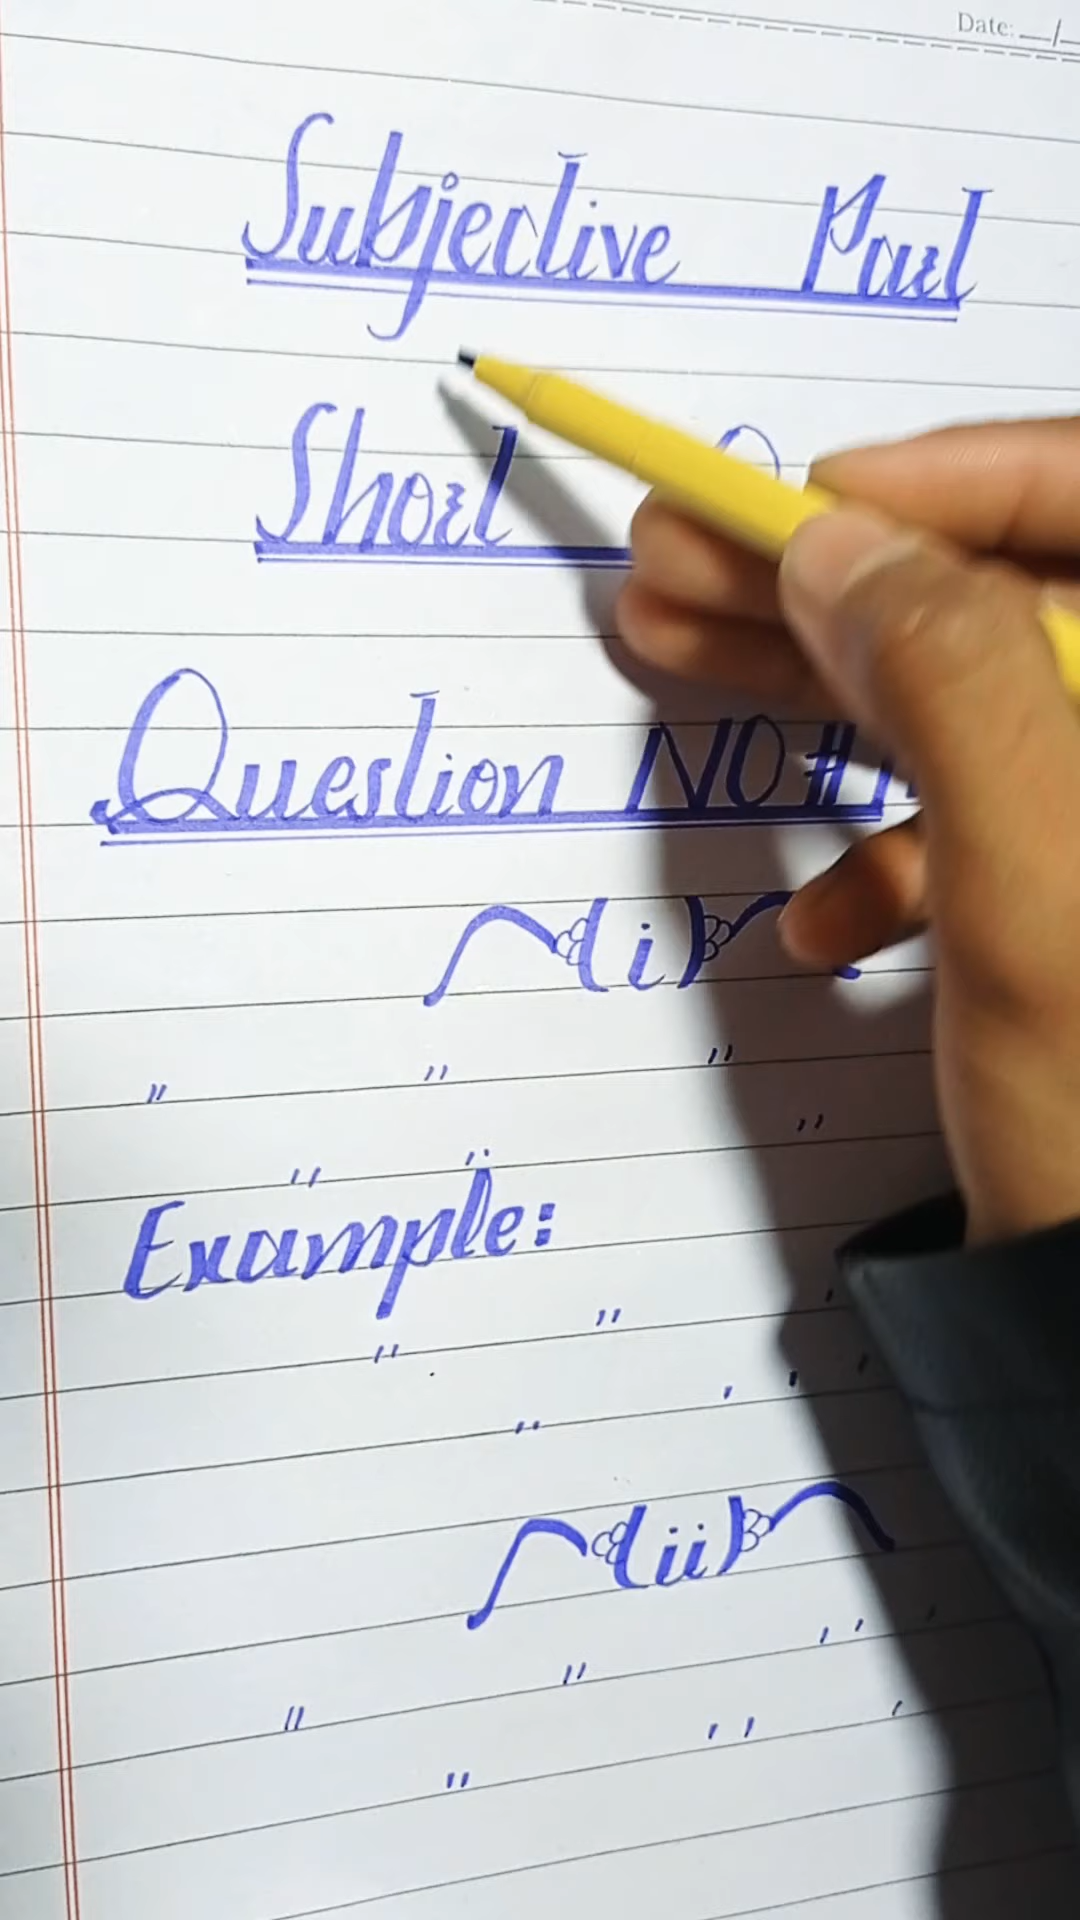 Date: __/__
Subjective Part
Short
Question NO #
(i)
" " "
"
" "
Example:
" "
"
(ii)
" "
"